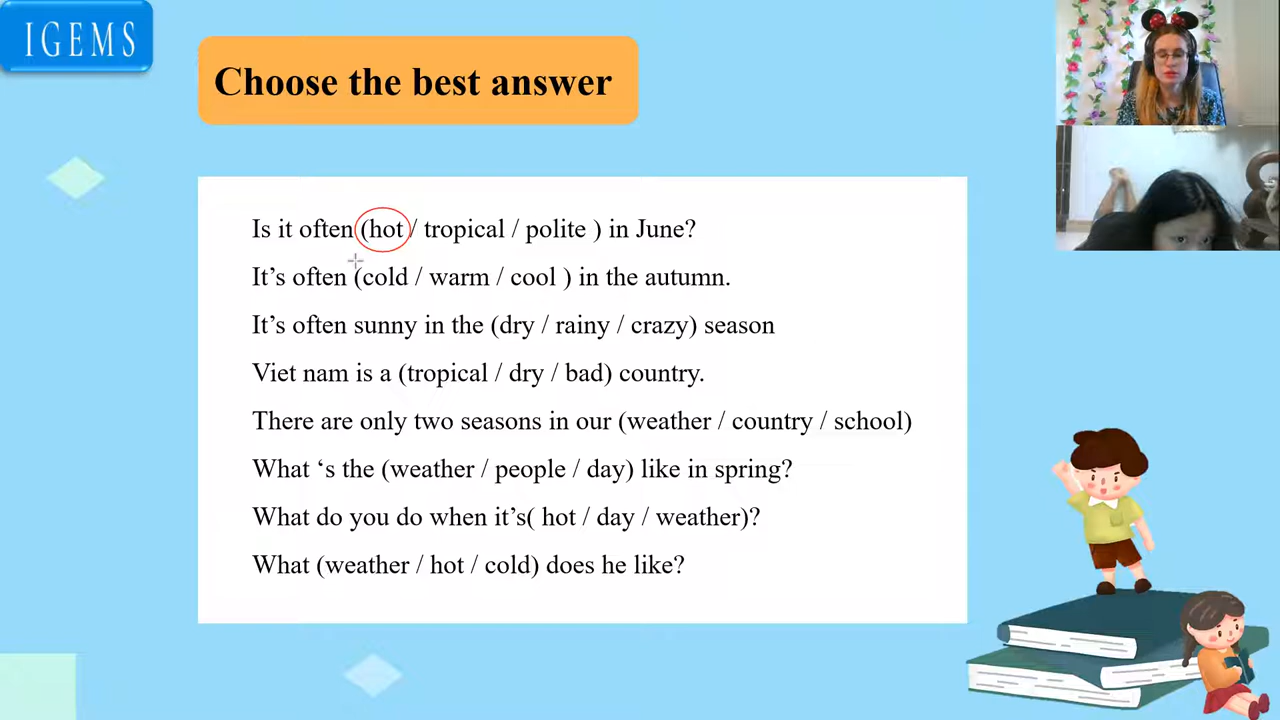 IGEMS
Choose the best answer
Is it often (hot / tropical / polite ) in June?
It’s often (cold / warm / cool ) in the autumn.
It’s often sunny in the (dry / rainy / crazy) season
Viet nam is a (tropical / dry / bad) country.
There are only two seasons in our (weather / country / school)
What ‘s the (weather / people / day) like in spring?
What do you do when it’s( hot / day / weather)?
What (weather / hot / cold) does he like?